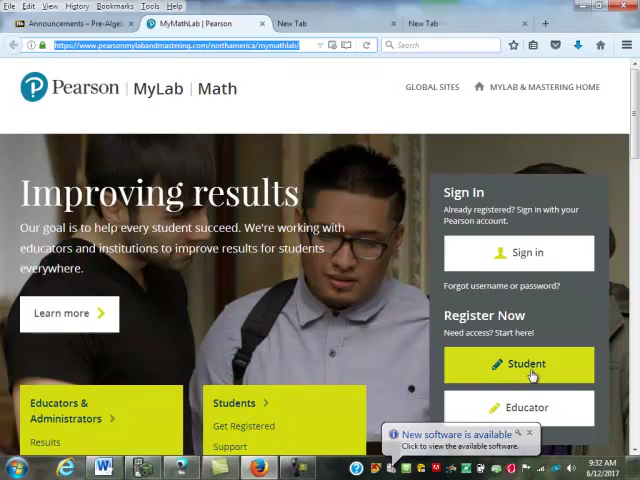 File Edit View History Bookmarks Tools Help
Announcements – Pre-Algel
MyMathLab | Pearson
New Tab
New Tab
https://www.pearsonmylabandmastering.com/northamerica/mymathlab/
Search
Pearson | MyLab | Math
GLOBAL SITES
MYLAB & MASTERING HOME
Improving results
Our goal is to help every student succeed. We're working with
educators and institutions to improve results for students
everywhere.
Learn more
Sign In
Already registered? Sign in with your
Pearson account.
Sign in
Forgot username or password?
Register Now
Need access? Start here!
Student
Educator
Educators &
Administrators
Results
Students
Get Registered
Support
New software is available
Click to view the available software.
9:32 AM
6/12/2017